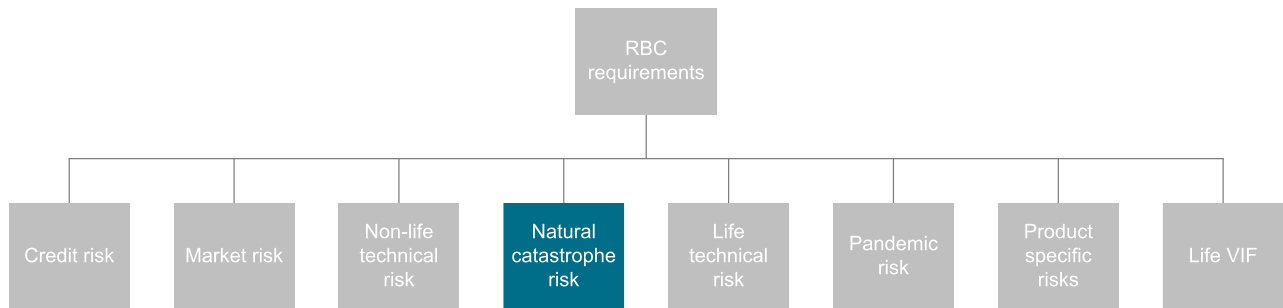 RBC
requirements
Credit risk
Market risk
Non-life
technical
risk
Natural
catastrophe
risk
Life
technical
risk
Pandemic
risk
Product
specific
risks
Life VIF